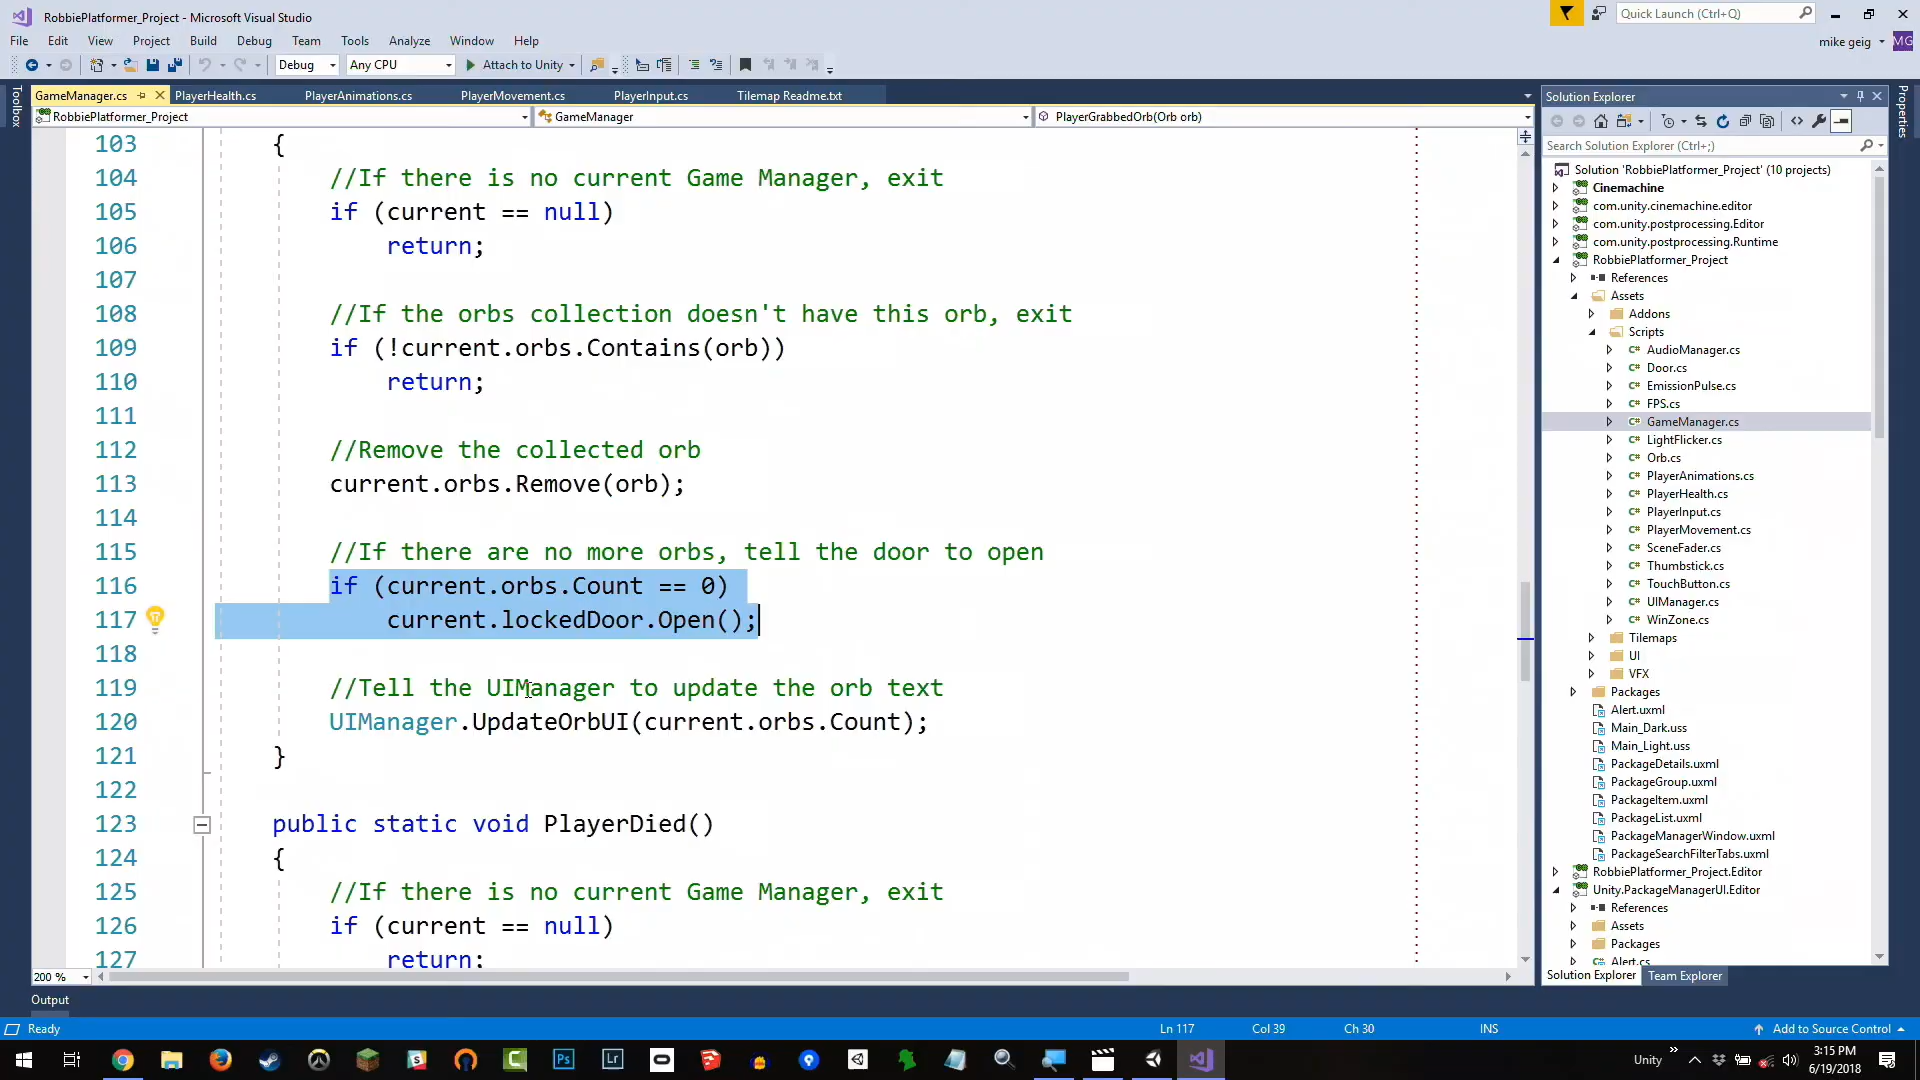 RobbiePlatformer_Project - Microsoft Visual Studio
Quick Launch (Ctrl+Q)
File Edit View Project Build Debug Team Tools Analyze Window Help
mike geig MG
Debug Any CPU Attach to Unity
Toolbox
GameManager.cs PlayerHealth.cs PlayerAnimations.cs PlayerMovement.cs PlayerInput.cs Tilemap Readme.txt
RobbiePlatformer_Project GameManager PlayerGrabbedOrb(Orb orb)
103 {
104 //If there is no current Game Manager, exit
105 if (current == null)
106 return;
107
108 //If the orbs collection doesn't have this orb, exit
109 if (!current.orbs.Contains(orb))
110 return;
111
112 //Remove the collected orb
113 current.orbs.Remove(orb);
114
115 //If there are no more orbs, tell the door to open
116 if (current.orbs.Count == 0)
117 current.lockedDoor.Open();
118
119 //Tell the UIManager to update the orb text
120 UIManager.UpdateOrbUI(current.orbs.Count);
121 }
122
123 public static void PlayerDied()
124 {
125 //If there is no current Game Manager, exit
126 if (current == null)
127 return;
200 %
Output
Solution Explorer
Search Solution Explorer (Ctrl+;)
Solution 'RobbiePlatformer_Project' (10 projects)
Cinemachine
com.unity.cinemachine.editor
com.unity.postprocessing.Editor
com.unity.postprocessing.Runtime
RobbiePlatformer_Project
References
Assets
Addons
Scripts
C# AudioManager.cs
C# Door.cs
C# EmissionPulse.cs
C# FPS.cs
C# GameManager.cs
C# LightFlicker.cs
C# Orb.cs
C# PlayerAnimations.cs
C# PlayerHealth.cs
C# PlayerInput.cs
C# PlayerMovement.cs
C# SceneFader.cs
C# Thumbstick.cs
C# TouchButton.cs
C# UIManager.cs
C# WinZone.cs
Tilemaps
UI
VFX
Packages
Alert.uxml
Main_Dark.uss
Main_Light.uss
PackageDetails.uxml
PackageGroup.uxml
PackageItem.uxml
PackageList.uxml
PackageManagerWindow.uxml
PackageSearchFilterTabs.uxml
RobbiePlatformer_Project.Editor
Unity.PackageManagerUI.Editor
References
Assets
Packages
C# Alert.cs
Solution Explorer Team Explorer
Properties
Ready Ln 117 Col 39 Ch 30 INS Add to Source Control
Ps Lr
Unity
3:15 PM
6/19/2018